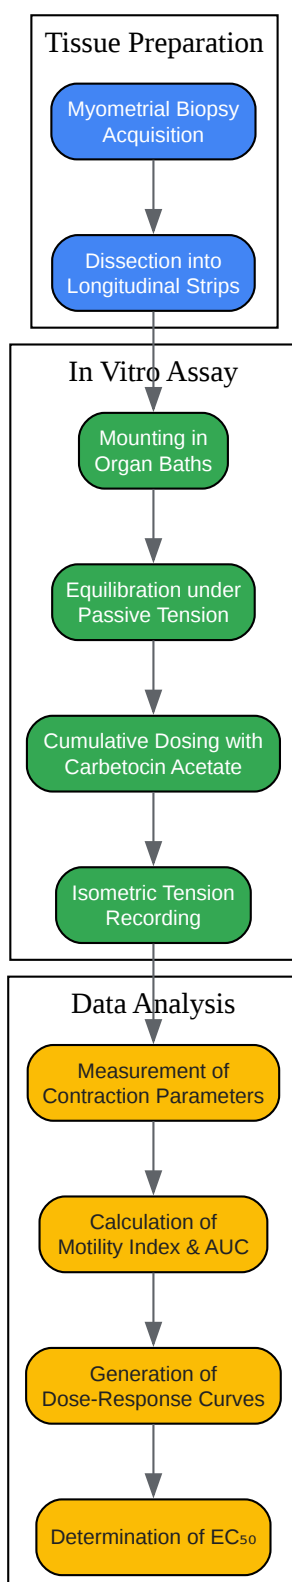 Tissue Preparation
Myometrial Biopsy
Acquisition
Dissection into
Longitudinal Strips
In Vitro Assay
Mounting in
Organ Baths
Equilibration under
Passive Tension
Cumulative Dosing with
Carbetocin Acetate
Isometric Tension
Recording
Data Analysis
Measurement of
Contraction Parameters
Calculation of
Motility Index & AUC
Generation of
Dose-Response Curves
Determination of EC₅₀